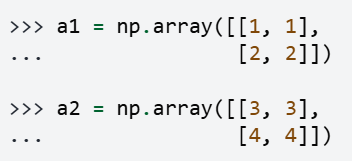 >>> a1 = np.array([[1, 1],
...                [2, 2]])
>>> a2 = np.array([[3, 3],
...                [4, 4]])